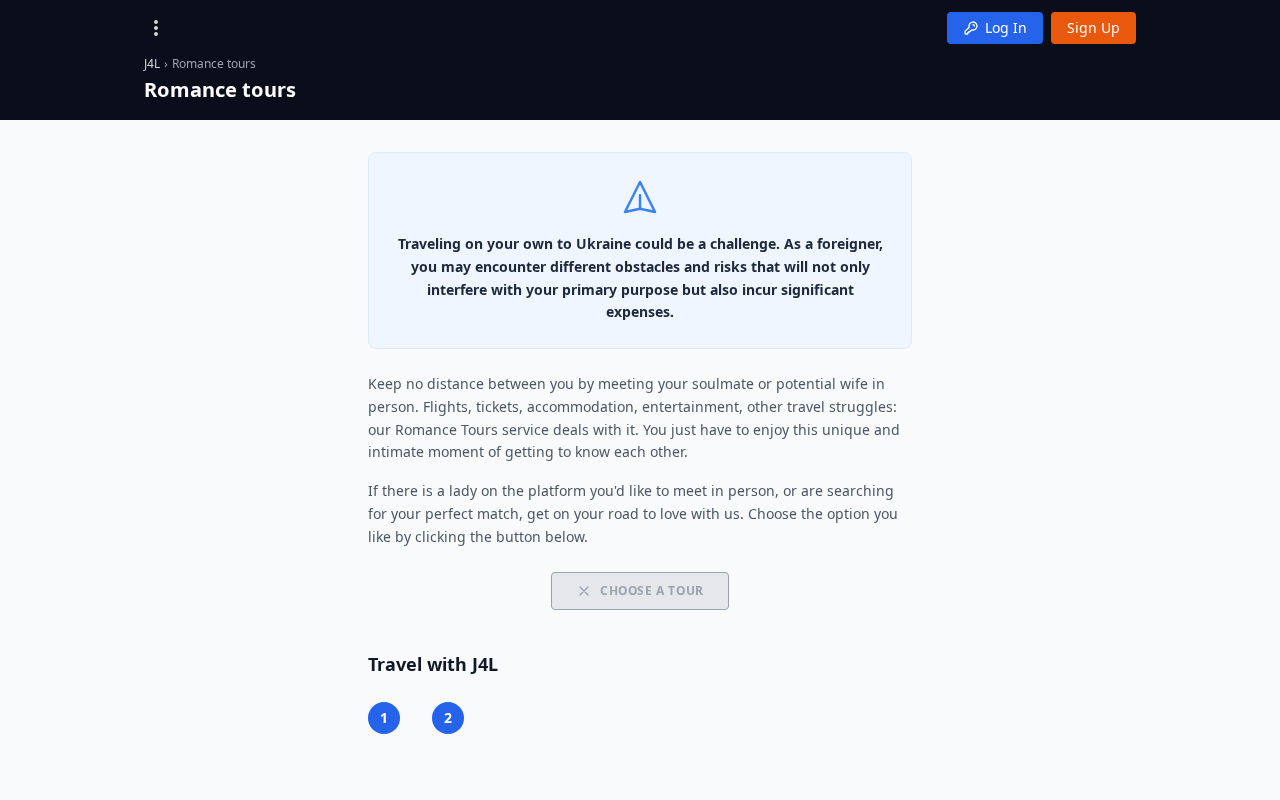 Log In
Sign Up
J4L › Romance tours
Romance tours
Traveling on your own to Ukraine could be a challenge. As a foreigner,
you may encounter different obstacles and risks that will not only
interfere with your primary purpose but also incur significant
expenses.
Keep no distance between you by meeting your soulmate or potential wife in
person. Flights, tickets, accommodation, entertainment, other travel struggles:
our Romance Tours service deals with it. You just have to enjoy this unique and
intimate moment of getting to know each other.
If there is a lady on the platform you'd like to meet in person, or are searching
for your perfect match, get on your road to love with us. Choose the option you
like by clicking the button below.
CHOOSE A TOUR
Travel with J4L
1 2